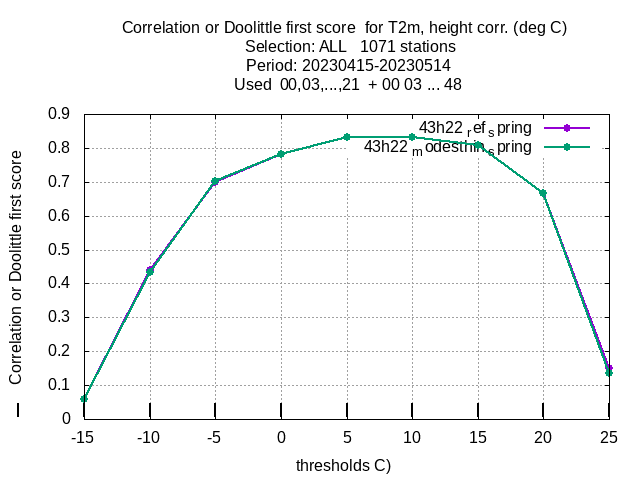 Correlation or Doolittle first score  for T2m, height corr. (deg C)
Selection: ALL   1071 stations
Period: 20230415-20230514
Used  00,03,...,21  + 00 03 ... 48
43h22 ref spring
43h22 modesthin spring
0.9
0.8
0.7
0.6
0.5
0.4
0.3
0.2
0.1
0
Correlation or Doolittle first score
-15 -10 -5 0 5 10 15 20 25
thresholds C)